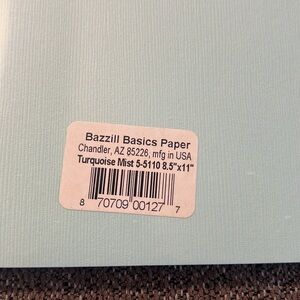 Bazzill Basics Paper
Chandler, AZ 85226, mfg in USA
Turquoise Mist 5-5110 8.5"x11"
8 70709 00127 7